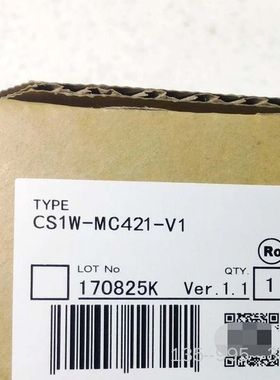 TYPE
CS1W-MC421-V1
LOT No QTY.
170825K Ver.1.1 1